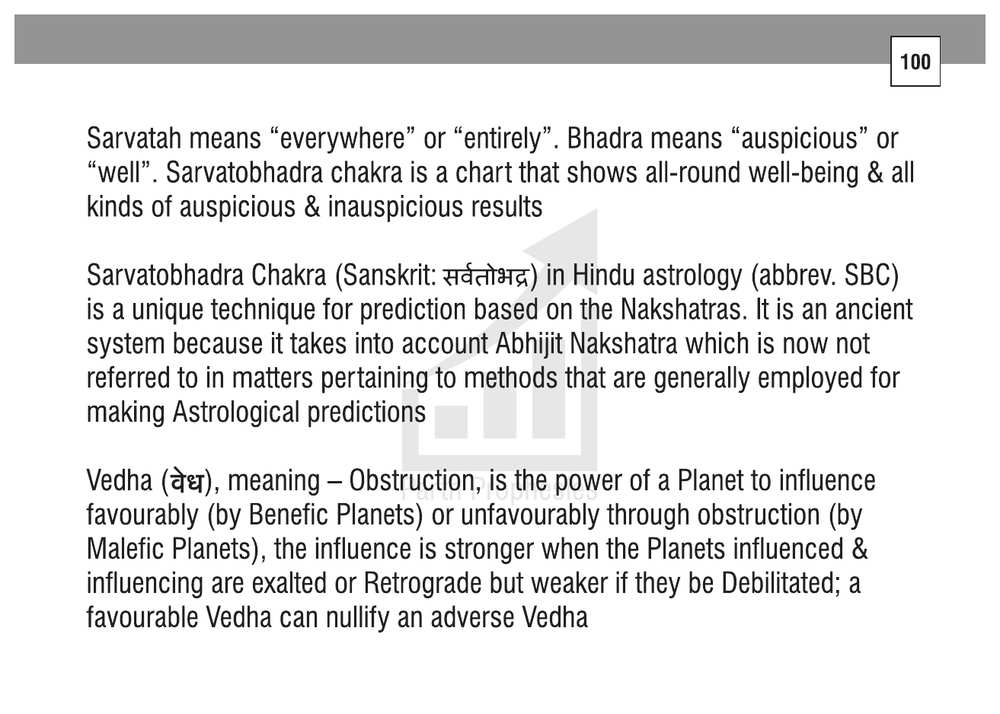 100
Sarvatah means “everywhere” or “entirely”. Bhadra means “auspicious” or
“well”. Sarvatobhadra chakra is a chart that shows all-round well-being & all
kinds of auspicious & inauspicious results
Sarvatobhadra Chakra (Sanskrit: सर्वतोभद्र) in Hindu astrology (abbrev. SBC)
is a unique technique for prediction based on the Nakshatras. It is an ancient
system because it takes into account Abhijit Nakshatra which is now not
referred to in matters pertaining to methods that are generally employed for
making Astrological predictions
Vedha (वेध), meaning – Obstruction, is the power of a Planet to influence
Parth Prophecies
favourably (by Benefic Planets) or unfavourably through obstruction (by
Malefic Planets), the influence is stronger when the Planets influenced &
influencing are exalted or Retrograde but weaker if they be Debilitated; a
favourable Vedha can nullify an adverse Vedha